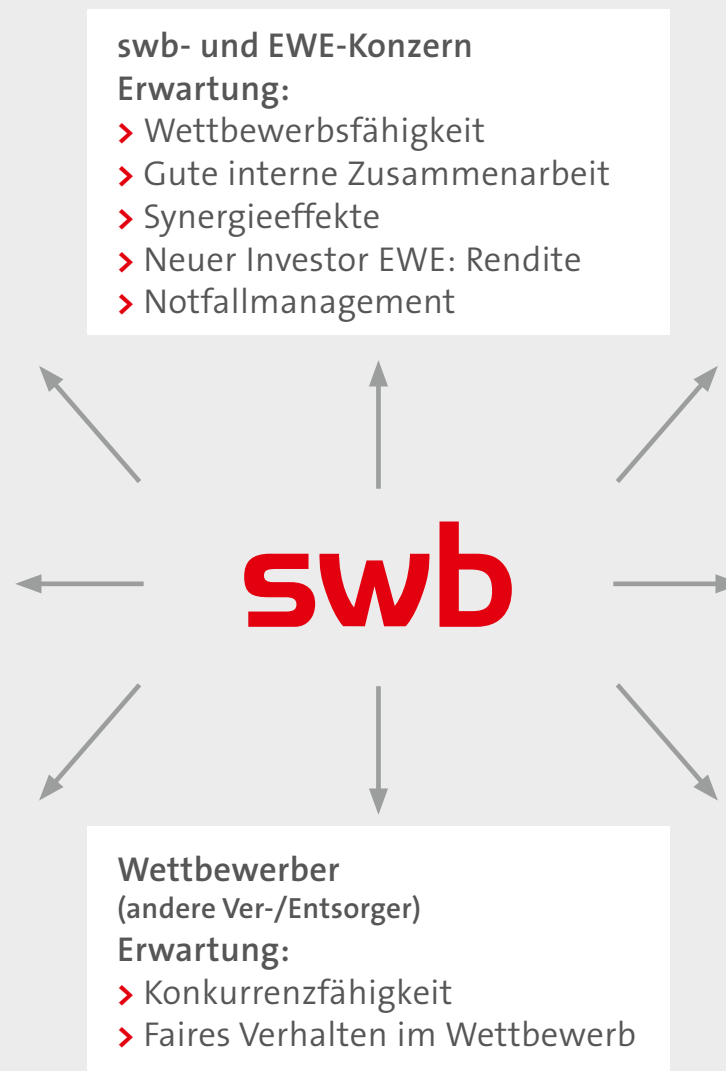 swb- und EWE-Konzern
Erwartung:
> Wettbewerbsfähigkeit
> Gute interne Zusammenarbeit
> Synergieeffekte
> Neuer Investor EWE: Rendite
> Notfallmanagement
swb
Wettbewerber
(andere Ver-/Entsorger)
Erwartung:
> Konkurrenzfähigkeit
> Faires Verhalten im Wettbewerb